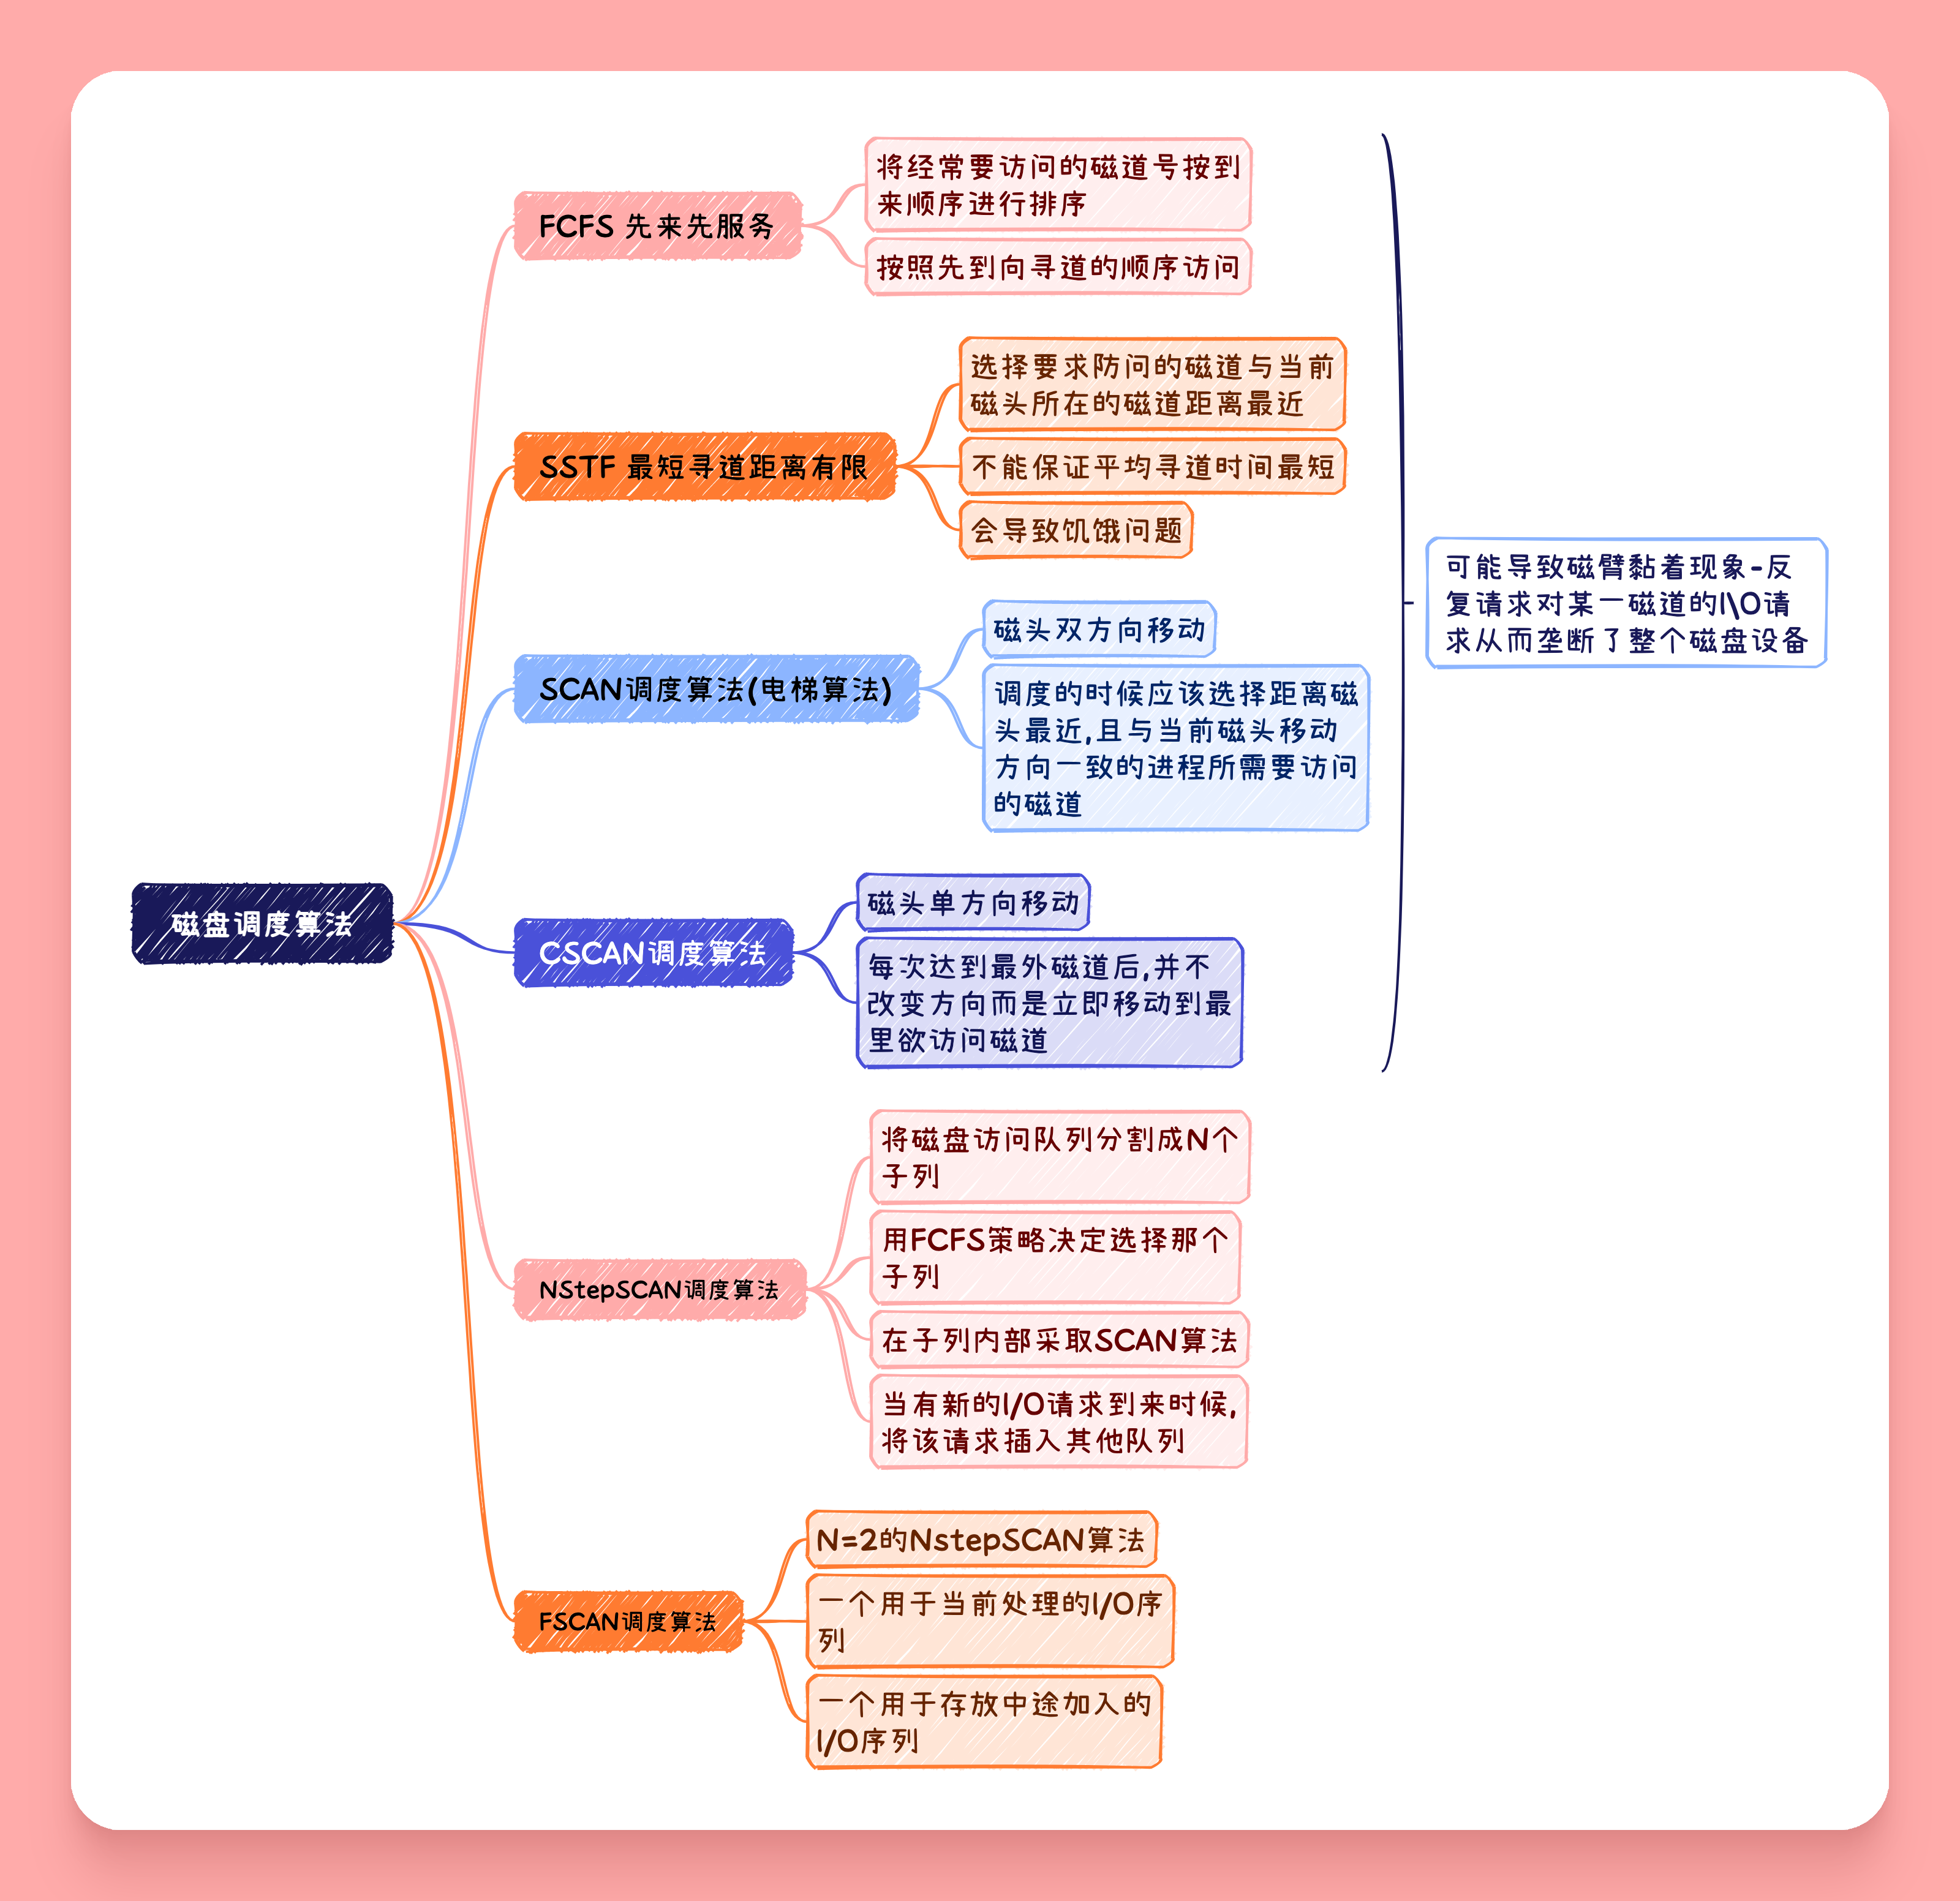 磁盘调度算法
FCFS 先来先服务
将经常要访问的磁道号按到
来顺序进行排序
按照先到向寻道的顺序访问
SSTF 最短寻道距离有限
选择要求防问的磁道与当前
磁头所在的磁道距离最近
不能保证平均寻道时间最短
会导致饥饿问题
SCAN调度算法(电梯算法)
磁头双方向移动
调度的时候应该选择距离磁
头最近,且与当前磁头移动
方向一致的进程所需要访问
的磁道
CSCAN调度算法
磁头单方向移动
每次达到最外磁道后,并不
改变方向而是立即移动到最
里欲访问磁道
可能导致磁臂黏着现象-反
复请求对某一磁道的I\O请
求从而垄断了整个磁盘设备
NStepSCAN调度算法
将磁盘访问队列分割成N个
子列
用FCFS策略决定选择那个
子列
在子列内部采取SCAN算法
当有新的I/O请求到来时候,
将该请求插入其他队列
FSCAN调度算法
N=2的NstepSCAN算法
一个用于当前处理的I/O序
列
一个用于存放中途加入的
I/O序列